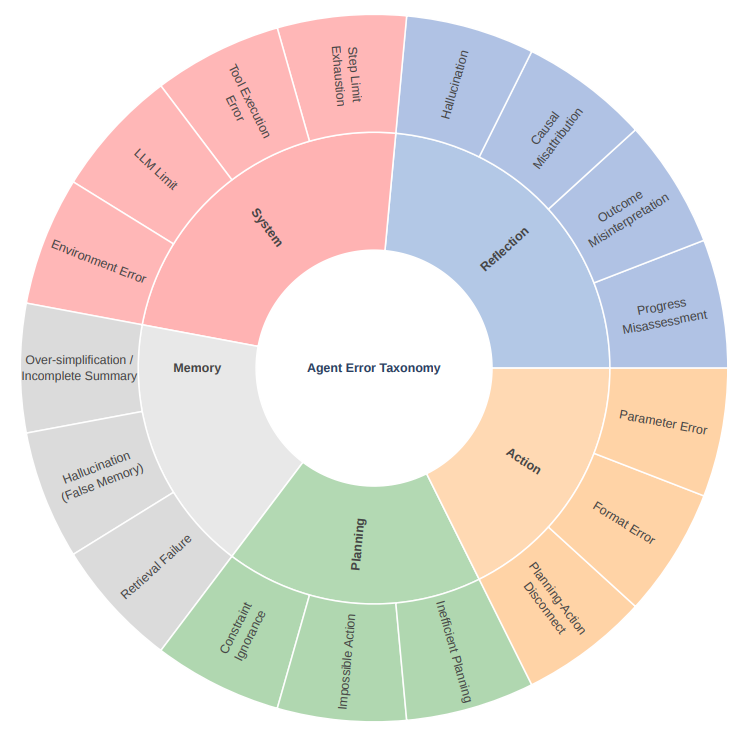 Agent Error Taxonomy
Reflection
Hallucination
Causal
Misattribution
Outcome
Misinterpretation
Progress
Misassessment
Action
Parameter Error
Format Error
Planning-Action
Disconnect
Planning
Inefficient Planning
Impossible Action
Constraint
Ignorance
Memory
Retrieval Failure
Hallucination
(False Memory)
Over-simplification /
Incomplete Summary
System
Environment Error
LLM Limit
Tool Execution
Error
Step Limit
Exhaustion